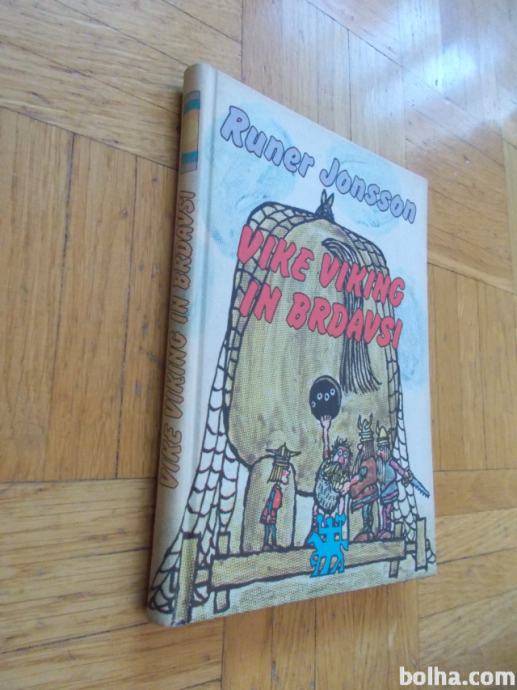 Runer Jonsson
VIKE VIKING
IN BRDAVSI
VIKE VIKING IN BRDAVSI
bolha.com